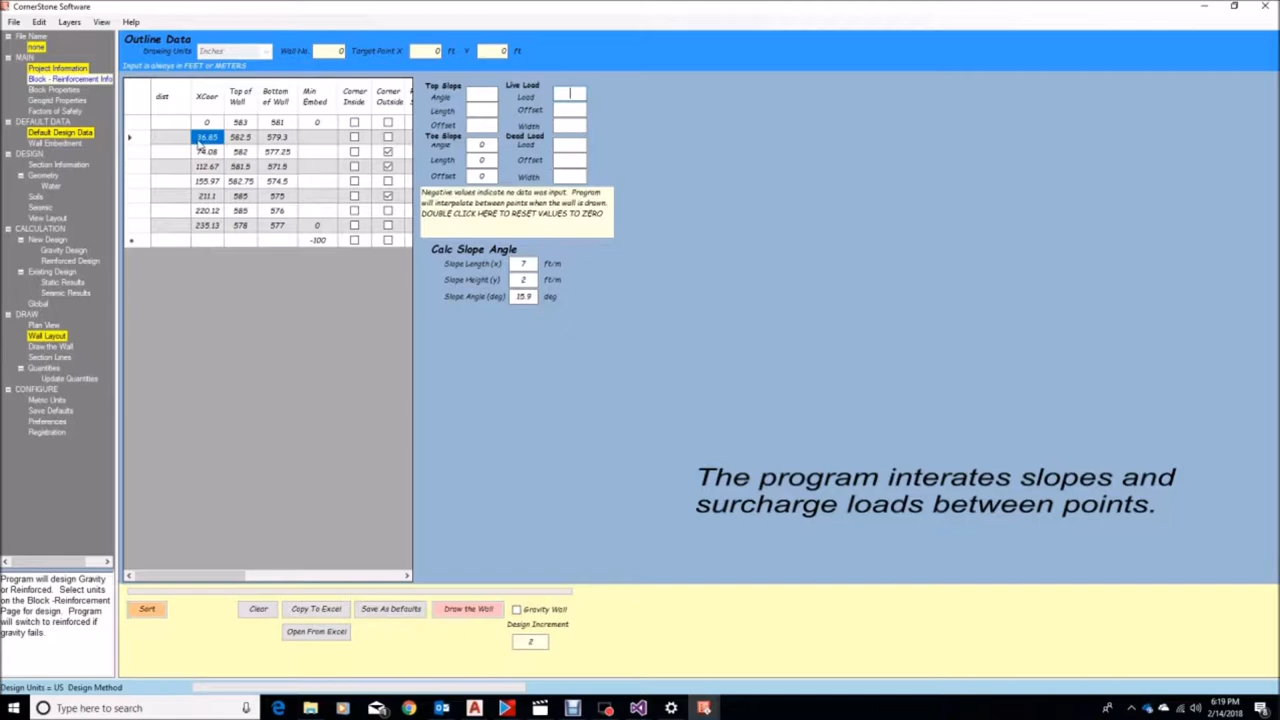 CornerStone Software
File Edit Layers View Help
File Name
none
MAIN
Project Information
Block - Reinforcement Info
Block Properties
Geogrid Properties
Factors of Safety
DEFAULT DATA
Default Design Data
Wall Embedment
DESIGN
Section Information
Geometry
Water
Soils
Seismic
View Layout
CALCULATION
New Design
Gravity Design
Reinforced Design
Existing Design
Static Results
Seismic Results
Global
DRAW
Plan View
Wall Layout
Draw the Wall
Section Lines
Quantities
Update Quantities
CONFIGURE
Metric Units
Save Defaults
Preferences
Registration
Program will design Gravity
or Reinforced. Select units
on the Block -Reinforcement
Page for design. Program
will switch to reinforced if
gravity fails.
Outline Data
Drawing Units Inches Wall No. 0 Target Point X 0 ft Y 0 ft
Input is always in FEET or METERS
dist XCoor Top of Wall Bottom of Wall Min Embed Corner Inside Corner Outside
0 583 581 0
36.85 582.5 579.3
74.08 582 577.25
112.67 581.5 571.5
155.97 582.75 574.5
211.1 585 575
220.12 585 576
235.13 578 577 0
-100
Top Slope Live Load
Angle Load
Length Offset
Offset Width
Toe Slope Dead Load
Angle 0 Load
Length 0 Offset
Offset 0 Width
Negative values indicate no data was input. Program
will interpolate between points when the wall is drawn.
DOUBLE CLICK HERE TO RESET VALUES TO ZERO
Calc Slope Angle
Slope Length (x) 7 ft/m
Slope Height (y) 2 ft/m
Slope Angle (deg) 15.9 deg
The program interates slopes and
surcharge loads between points.
Sort Clear Copy To Excel Save As Defaults Draw the Wall Gravity Wall
Open From Excel
Design Increment
2
Design Units = US Design Method
Type here to search
6:19 PM
2/14/2018